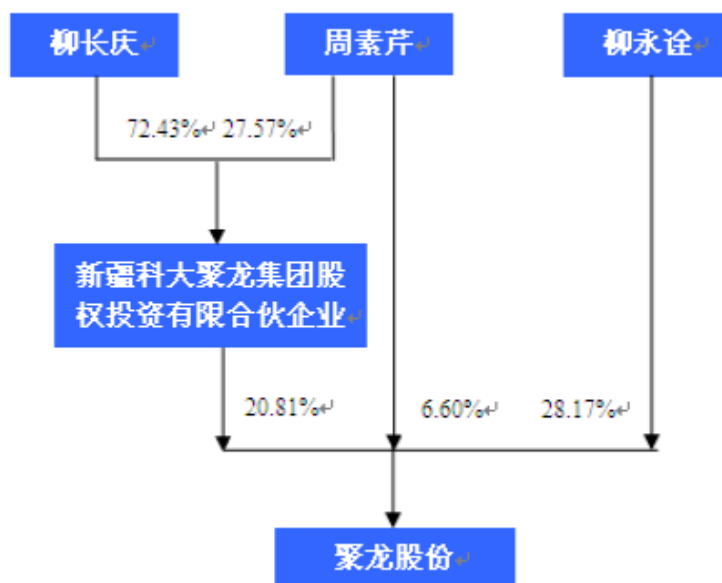 柳长庆↵
周素芹↵
柳永诠↵
72.43%↵ 27.57%↵
新疆科大聚龙集团股
权投资有限合伙企业↵
20.81%↵
6.60%↵
28.17%↵
聚龙股份↵